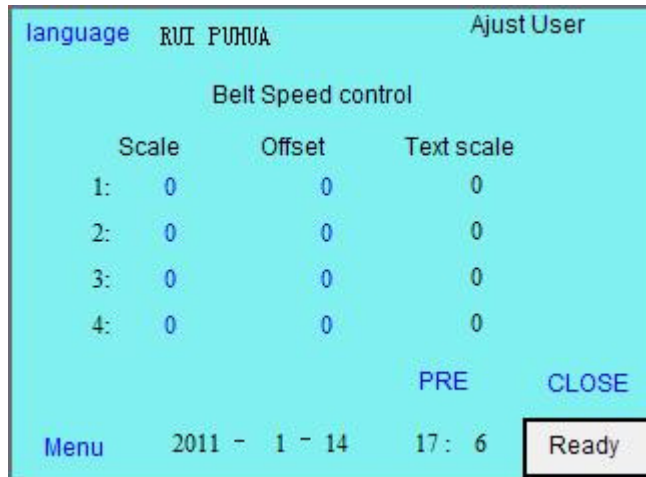 language RUI PUHUA Ajust User
Belt Speed control
Scale Offset Text scale
1: 0 0 0
2: 0 0 0
3: 0 0 0
4: 0 0 0
PRE CLOSE
Menu 2011 - 1 - 14 17 : 6 Ready